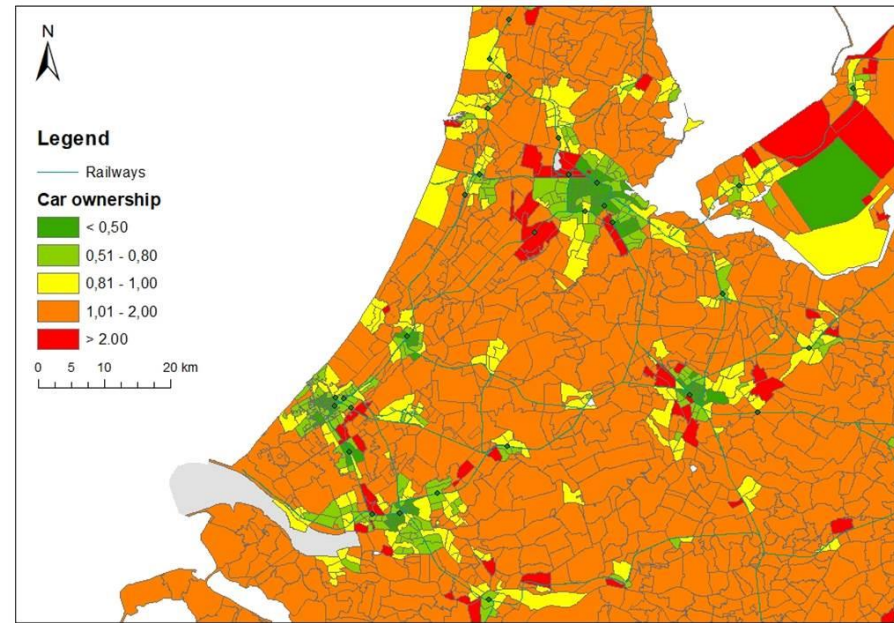 N
Legend
Railways
Car ownership
< 0,50
0,51 - 0,80
0,81 - 1,00
1,01 - 2,00
> 2.00
0 5 10 20 km